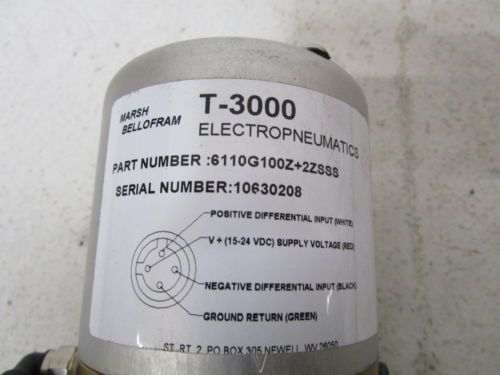 MARSH
BELLOFRAM
T-3000
ELECTROPNEUMATICS
PART NUMBER :6110G100Z+2ZSSS
SERIAL NUMBER:10630208
POSITIVE DIFFERENTIAL INPUT (WHITE)
V + (15-24 VDC) SUPPLY VOLTAGE (RED)
NEGATIVE DIFFERENTIAL INPUT (BLACK)
GROUND RETURN (GREEN)
ST. RT. 2, PO BOX 305 NEWELL, WV 26050